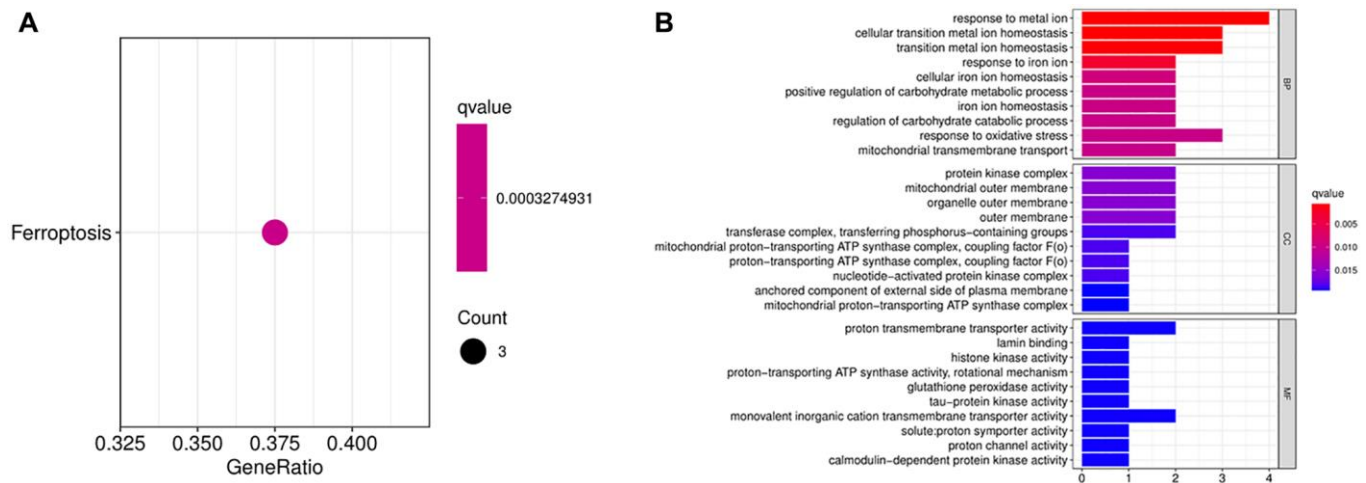 A
Ferroptosis
0.325 0.350 0.375 0.400
GeneRatio
qvalue
0.0003274931
Count
3
B
response to metal ion
cellular transition metal ion homeostasis
transition metal ion homeostasis
response to iron ion
cellular iron ion homeostasis
positive regulation of carbohydrate metabolic process
iron ion homeostasis
regulation of carbohydrate catabolic process
response to oxidative stress
mitochondrial transmembrane transport
BP
protein kinase complex
mitochondrial outer membrane
organelle outer membrane
outer membrane
transferase complex, transferring phosphorus−containing groups
mitochondrial proton−transporting ATP synthase complex, coupling factor F(o)
proton−transporting ATP synthase complex, coupling factor F(o)
nucleotide−activated protein kinase complex
anchored component of external side of plasma membrane
mitochondrial proton−transporting ATP synthase complex
CC
proton transmembrane transporter activity
lamin binding
histone kinase activity
proton−transporting ATP synthase activity, rotational mechanism
glutathione peroxidase activity
tau−protein kinase activity
monovalent inorganic cation transmembrane transporter activity
solute:proton symporter activity
proton channel activity
calmodulin−dependent protein kinase activity
MF
0 1 2 3 4
qvalue
0.005
0.010
0.015